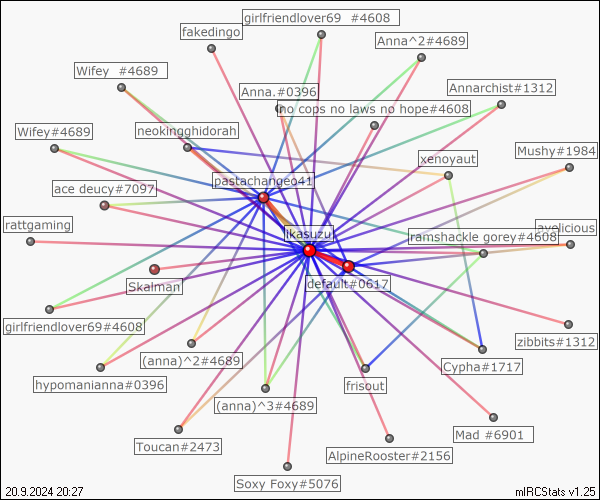 girlfriendlover69 #4608
fakedingo
Anna^2#4689
Wifey #4689
Anna.#0396
Annarchist#1312
no cops no laws no hope#4608
Wifey#4689
neokingghidorah
Mushy#1984
xenoyaut
pastachangeo41
ace deucy#7097
rattgaming
likasuzu
ramshackle gorey#4608
Skalman
default#0617
girlfriendlover69#4608
zibbits#1312
(anna)^2#4689
Cypha#1717
hypomanianna#0396
frisout
(anna)^3#4689
Mad #6901
Toucan#2473
AlpineRooster#2156
Soxy Foxy#5076
20.9.2024 20:27
mIRCStats v1.25